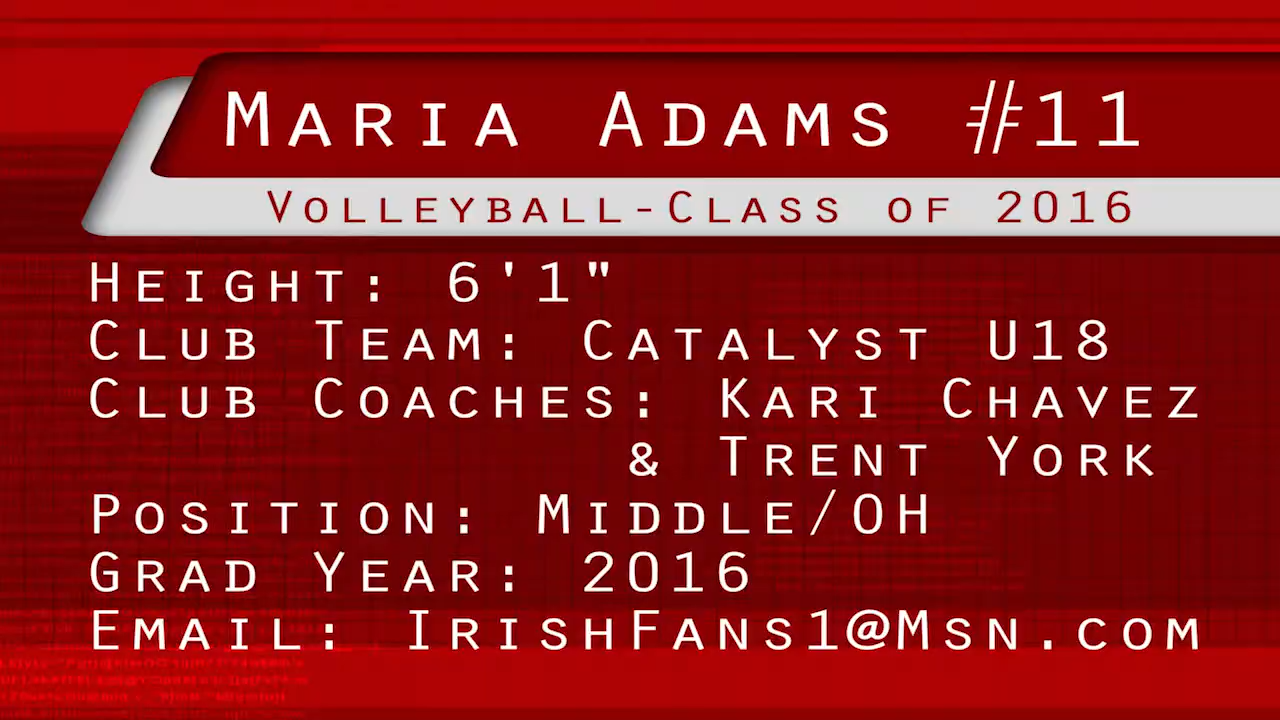 Maria Adams #11
Volleyball-Class of 2016
Height: 6'1"
Club Team: Catalyst U18
Club Coaches: Kari Chavez
& Trent York
Position: Middle/OH
Grad Year: 2016
Email: IrishFans1@Msn.com